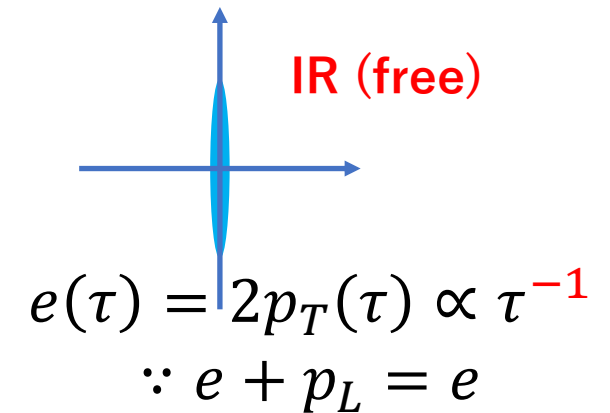 IR (free)
e(τ) = 2p_T(τ) ∝ τ^{-1}
∵ e + p_L = e